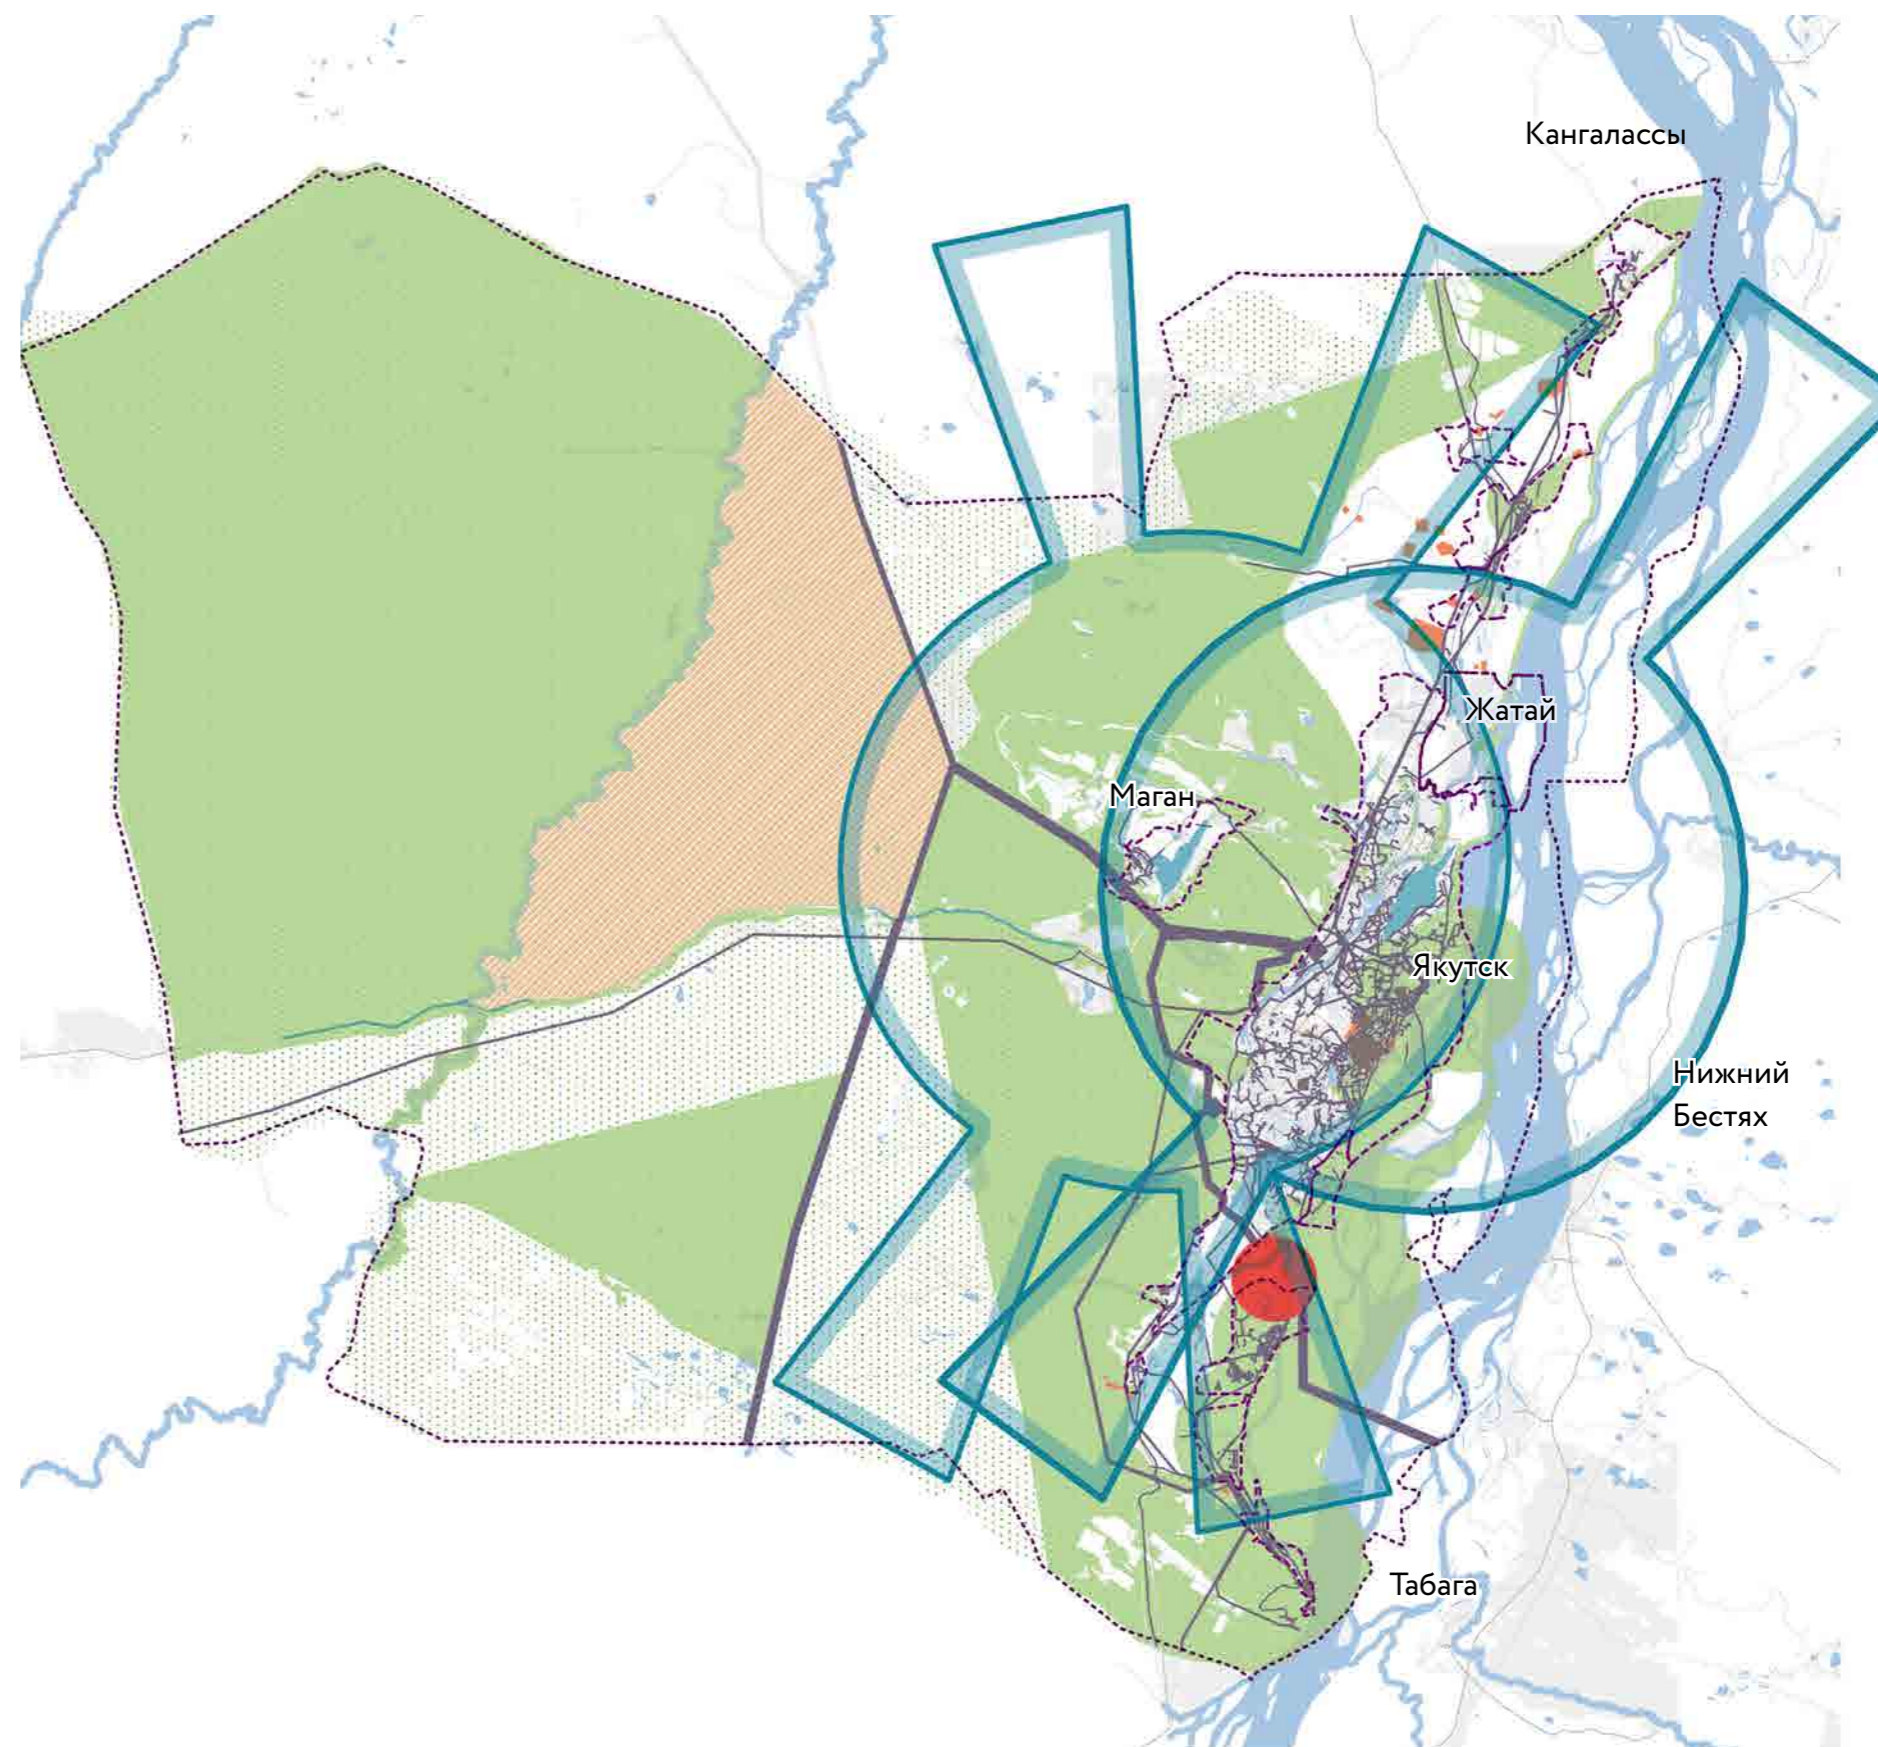 Кангалассы
Жатай
Маган
Якутск
Нижний
Бестях
Табага